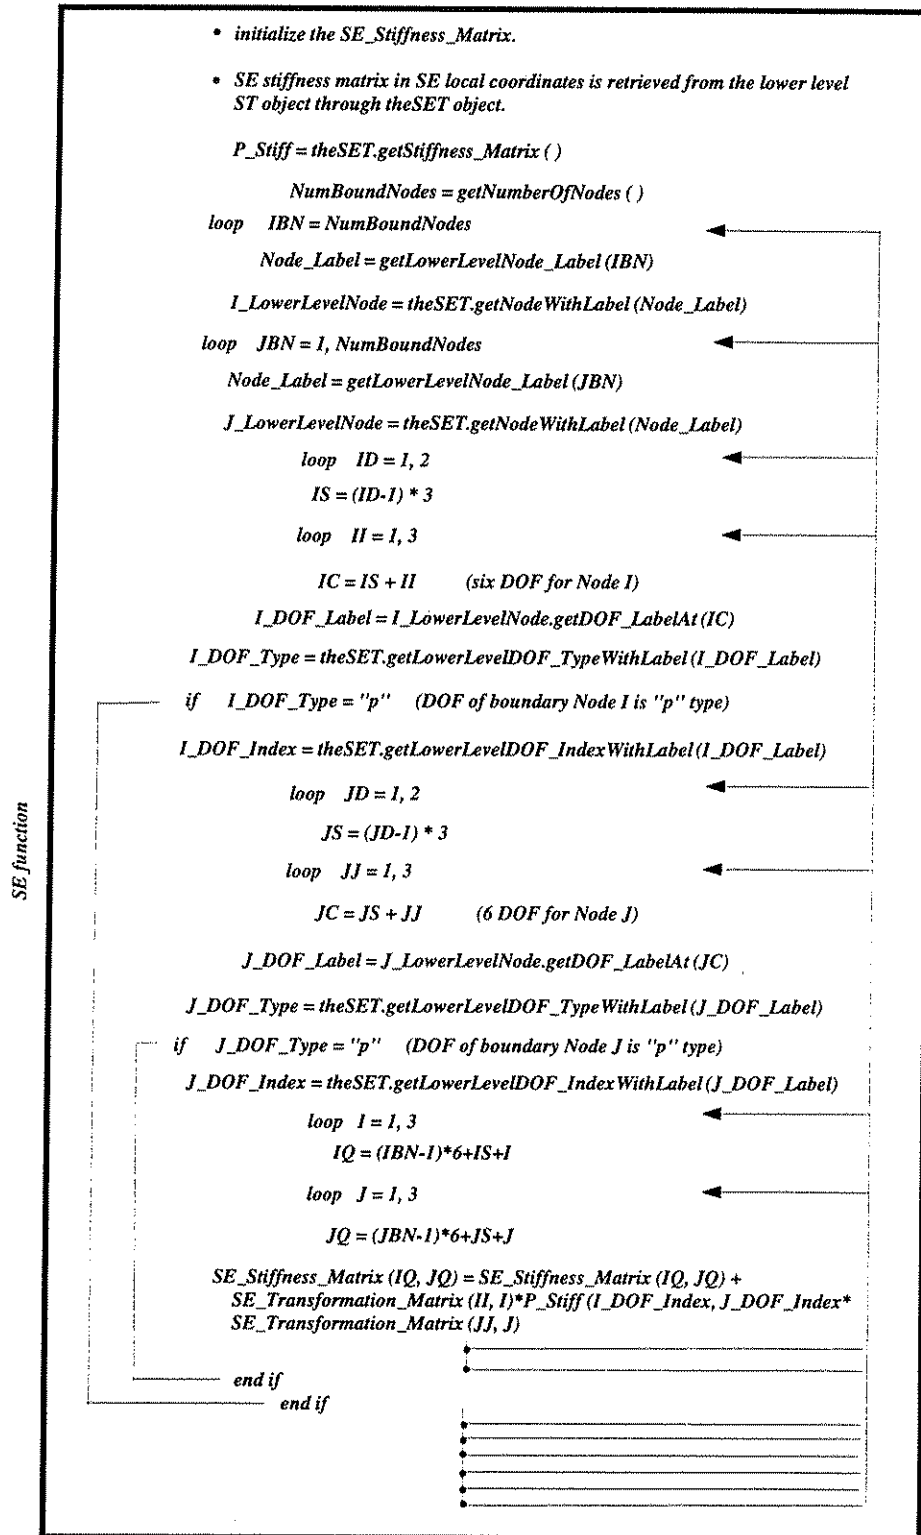 • initialize the SE_Stiffness_Matrix.
• SE stiffness matrix in SE local coordinates is retrieved from the lower level
ST object through theSET object.
P_Stiff = theSET.getStiffness_Matrix ( )
NumBoundNodes = getNumberOfNodes ( )
loop IBN = NumBoundNodes
Node_Label = getLowerLevelNode_Label (IBN)
I_LowerLevelNode = theSET.getNodeWithLabel (Node_Label)
loop JBN = 1, NumBoundNodes
Node_Label = getLowerLevelNode_Label (JBN)
J_LowerLevelNode = theSET.getNodeWithLabel (Node_Label)
loop ID = 1, 2
IS = (ID-1) * 3
loop II = 1, 3
IC = IS + II (six DOF for Node I)
I_DOF_Label = I_LowerLevelNode.getDOF_LabelAt (IC)
I_DOF_Type = theSET.getLowerLevelDOF_TypeWithLabel (I_DOF_Label)
if I_DOF_Type = "p" (DOF of boundary Node I is "p" type)
I_DOF_Index = theSET.getLowerLevelDOF_IndexWithLabel (I_DOF_Label)
loop JD = 1, 2
JS = (JD-1) * 3
SE function
loop JJ = 1, 3
JC = JS + JJ (6 DOF for Node J)
J_DOF_Label = J_LowerLevelNode.getDOF_LabelAt (JC)
J_DOF_Type = theSET.getLowerLevelDOF_TypeWithLabel (J_DOF_Label)
if J_DOF_Type = "p" (DOF of boundary Node J is "p" type)
J_DOF_Index = theSET.getLowerLevelDOF_IndexWithLabel (J_DOF_Label)
loop I = 1, 3
IQ = (IBN-1)*6+IS+I
loop J = 1, 3
JQ = (JBN-1)*6+JS+J
SE_Stiffness_Matrix (IQ, JQ) = SE_Stiffness_Matrix (IQ, JQ) +
SE_Transformation_Matrix (II, I)*P_Stiff (I_DOF_Index, J_DOF_Index*
SE_Transformation_Matrix (JJ, J)
end if
end if